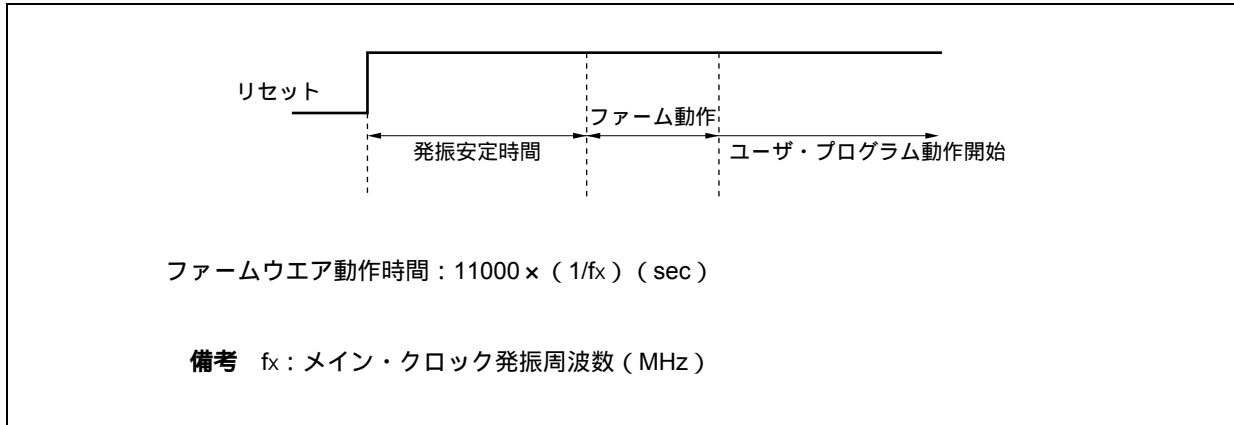 リセット
ファーム動作
発振安定時間
ユーザ・プログラム動作開始
ファームウエア動作時間：11000×（1/fx）（sec）
備考　fx：メイン・クロック発振周波数（MHz）